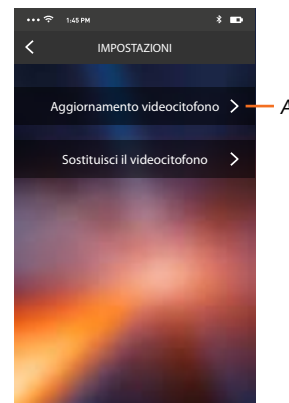 1:45 PM
IMPOSTAZIONI
Aggiornamento videocitofono
A
Sostituisci il videocitofono